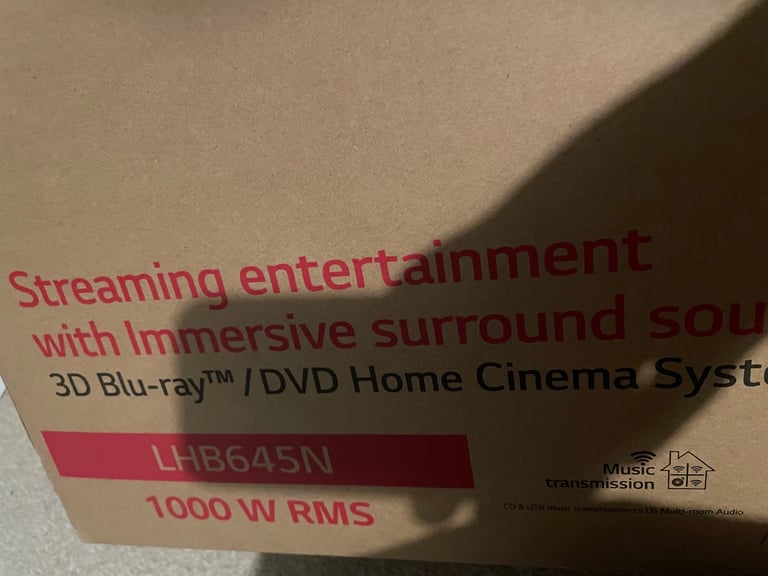 Streaming entertainment
with Immersive surround sou
3D Blu-ray™ / DVD Home Cinema Syste
LHB645N
1000 W RMS
Music
transmission
CD & USB music transmission to LG Multi-room Audio